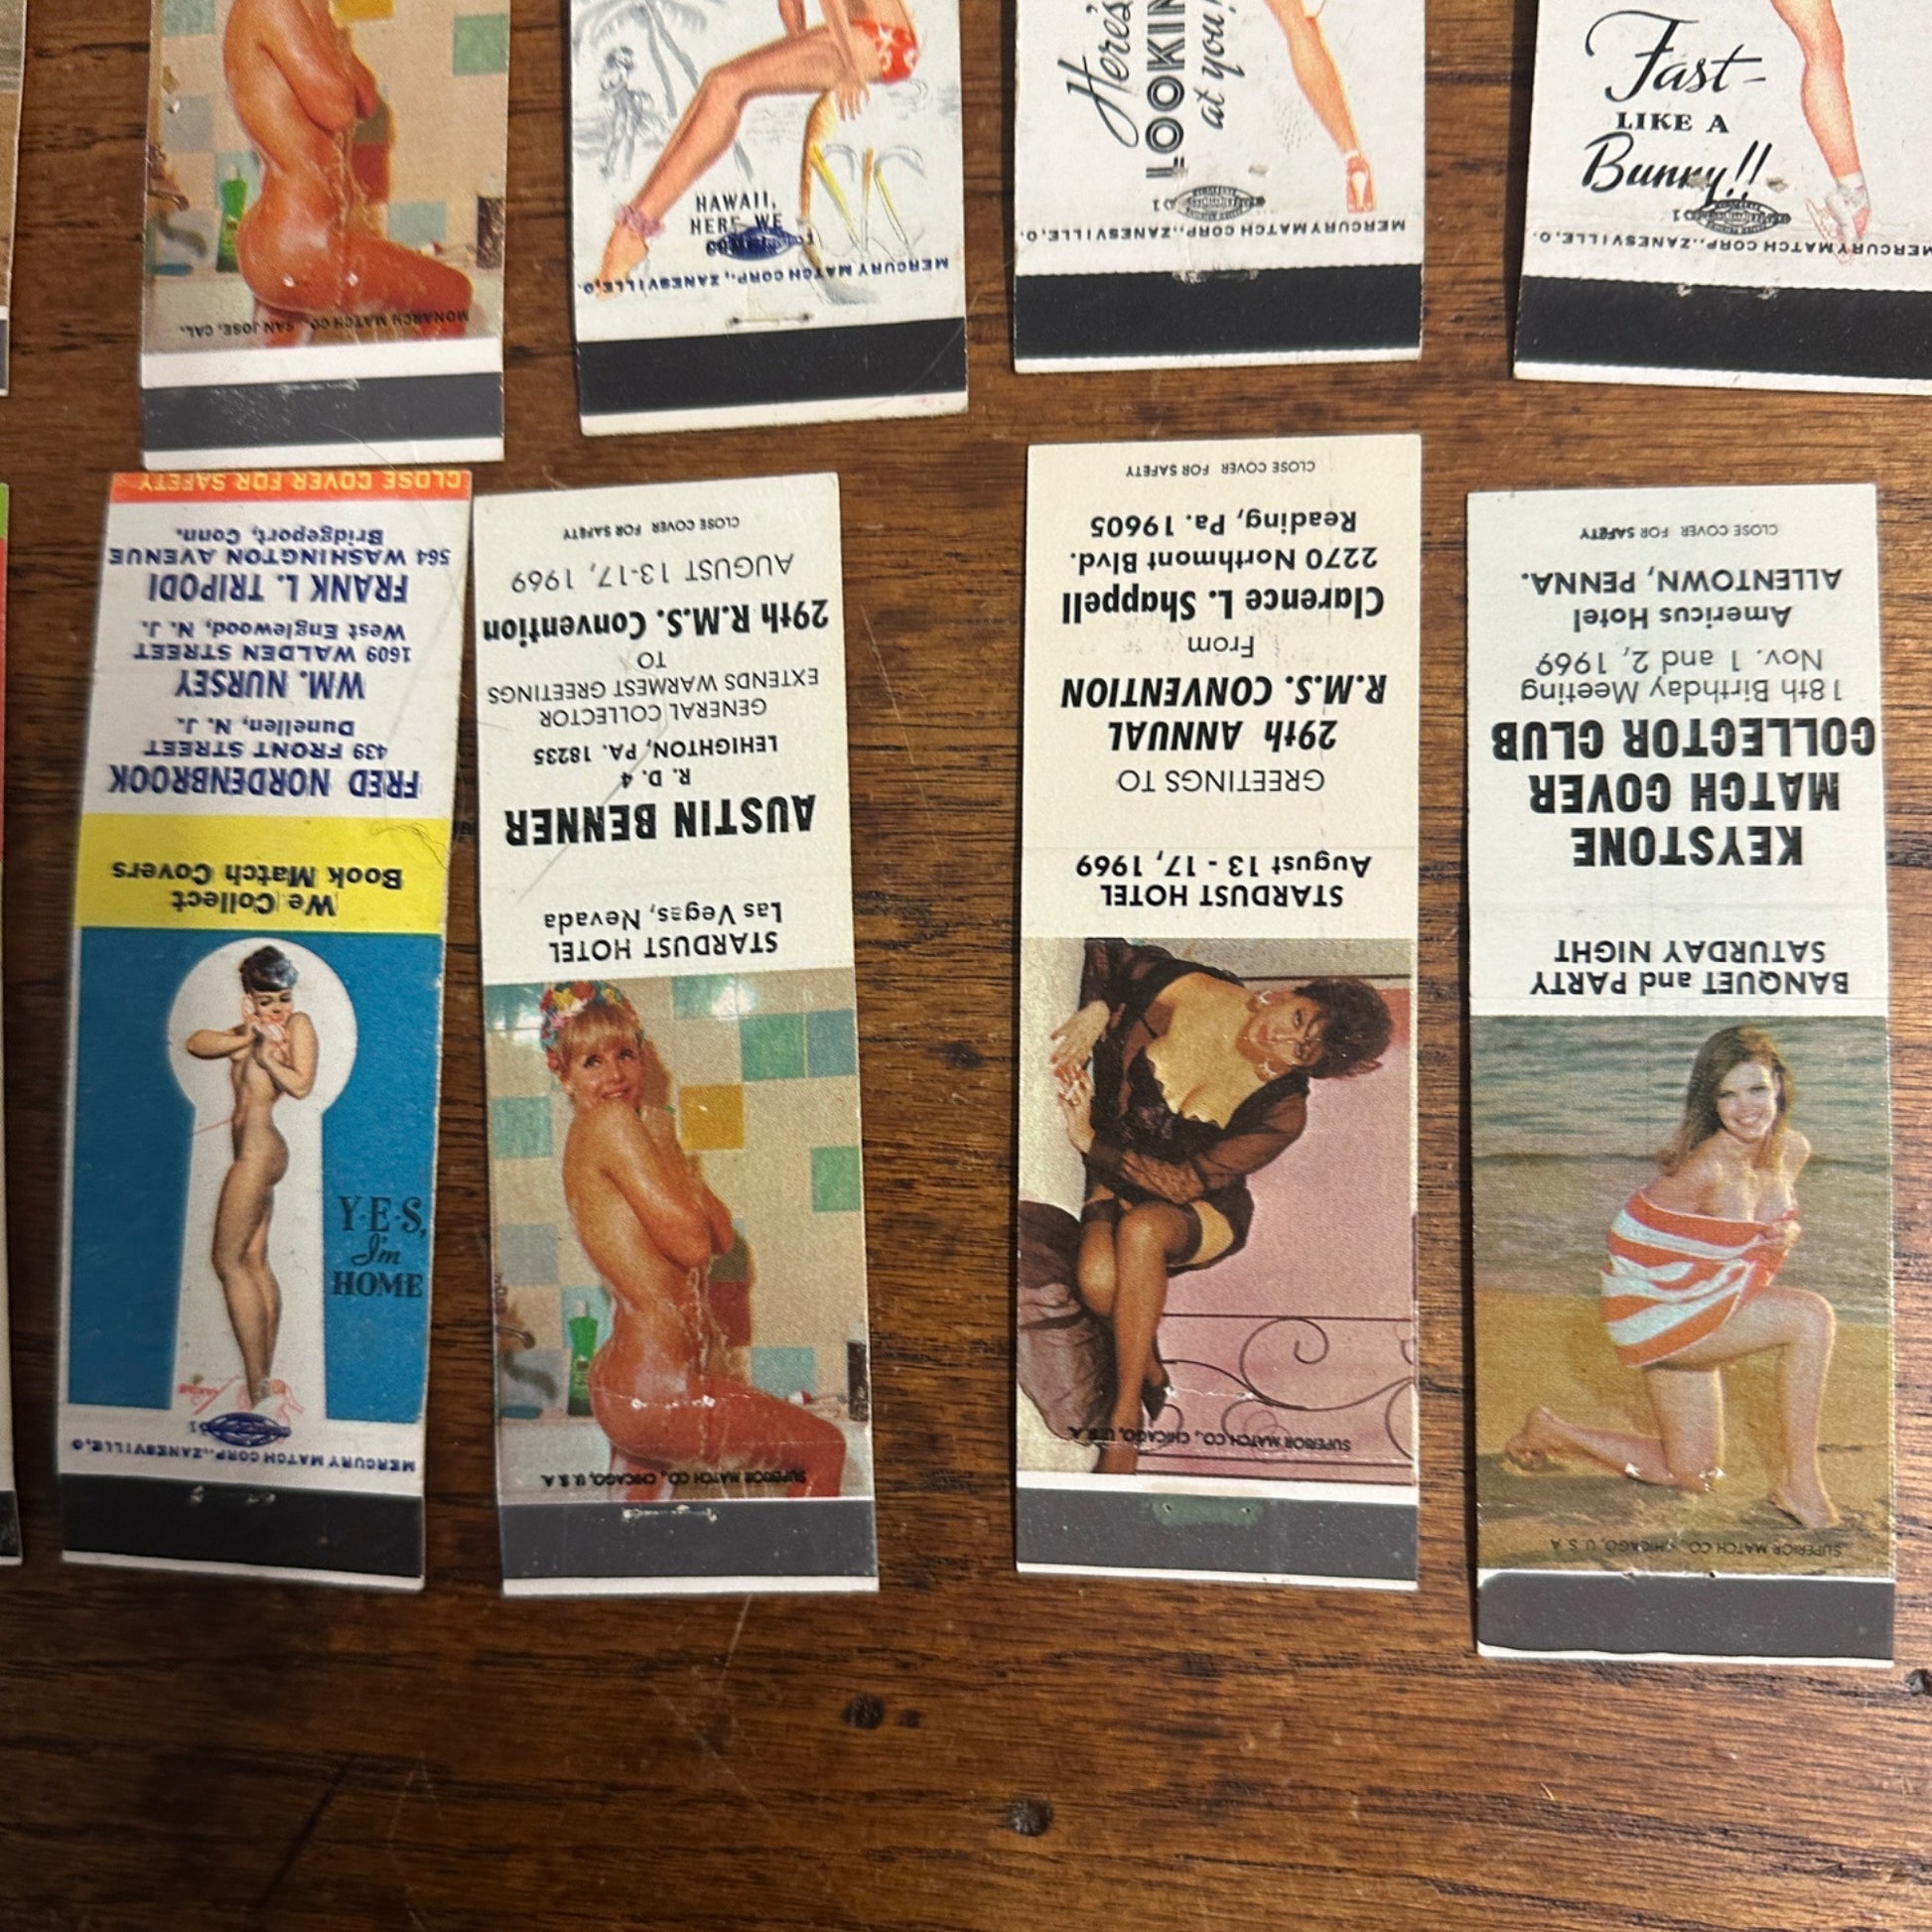 MONARCH MATCH CO. SAN JOSE, CAL.
HAWAII,
HERE WE
COME!
MERCURY MATCH CORP., ZANESVILLE, O.
Here's
LOOKIN
at you!
MERCURY MATCH CORP., ZANESVILLE, O.
Fast-
LIKE A
Bunny!!
MERCURY MATCH CORP., ZANESVILLE, O.
CLOSE COVER FOR SAFETY
Bridgeport, Conn.
564 WASHINGTON AVENUE
FRANK L. TRIPODI
West Englewood, N. J.
1609 WALDEN STREET
WM. NURSEY
Dunellen, N. J.
439 FRONT STREET
FRED NORDENBROOK
Book Match Covers
We Collect
Y-E-S,
I'm
HOME
MERCURY MATCH CORP., ZANESVILLE, O
CLOSE COVER FOR SAFETY
AUGUST 13-17, 1969
29th R.M.S. Convention
TO
EXTENDS WARMEST GREETINGS
GENERAL COLLECTOR
LEHIGHTON, PA. 18235
R. D. 4
AUSTIN BENNER
Las Vegas, Nevada
STARDUST HOTEL
SUPERIOR MATCH CO., CHICAGO, U.S.A.
CLOSE COVER FOR SAFETY
Reading, Pa. 19605
2270 Northmont Blvd.
Clarence L. Shappell
From
R.M.S. CONVENTION
29th ANNUAL
GREETINGS TO
August 13 - 17, 1969
STARDUST HOTEL
SUPERIOR MATCH CO., CHICAGO, U.S.A.
CLOSE COVER FOR SAFETY
ALLENTOWN, PENNA.
Americus Hotel
Nov. 1 and 2, 1969
18th Birthday Meeting
COLLECTOR CLUB
MATCH COVER
KEYSTONE
SATURDAY NIGHT
BANQUET and PARTY
SUPERIOR MATCH CO., CHICAGO, U S A